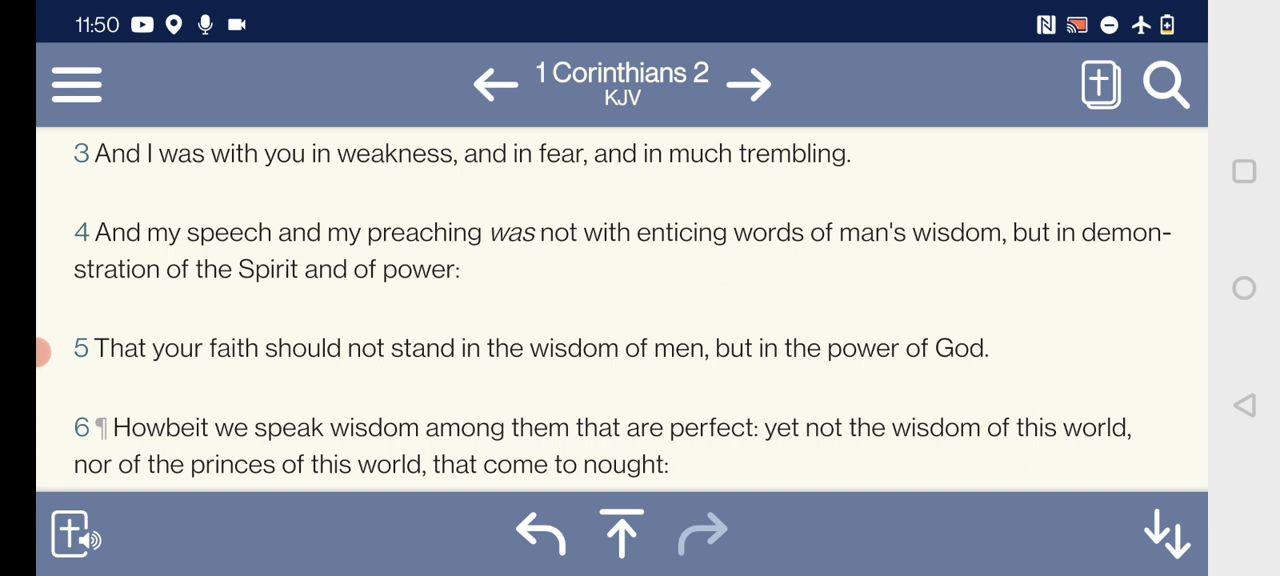 11:50
1 Corinthians 2
KJV
3 And I was with you in weakness, and in fear, and in much trembling.
4 And my speech and my preaching was not with enticing words of man's wisdom, but in demon-
stration of the Spirit and of power:
5 That your faith should not stand in the wisdom of men, but in the power of God.
6 ¶ Howbeit we speak wisdom among them that are perfect: yet not the wisdom of this world,
nor of the princes of this world, that come to nought: